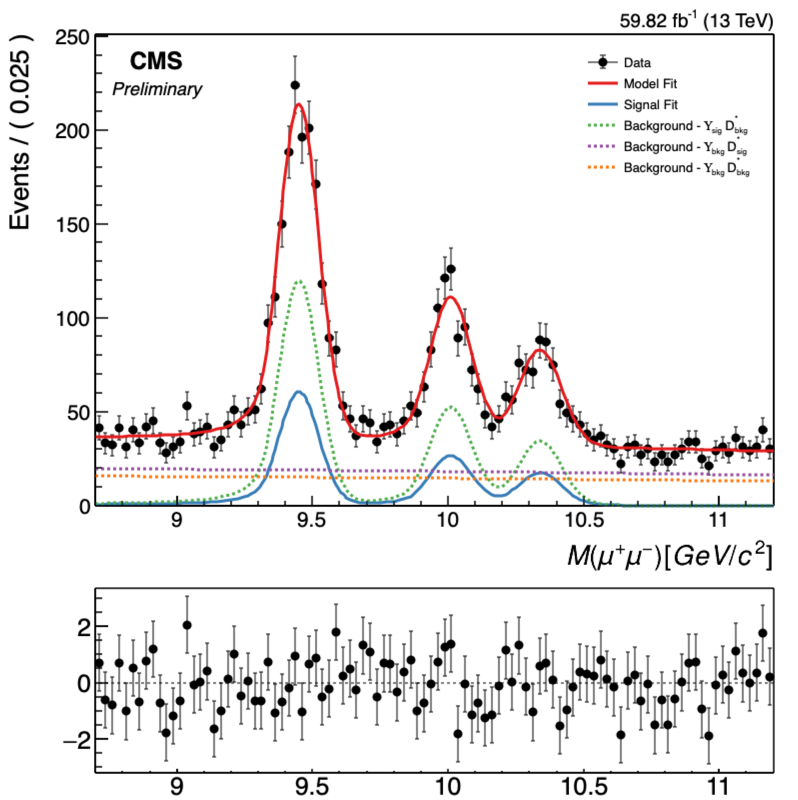 59.82 fb⁻¹ (13 TeV)
CMS
Preliminary
Data
Model Fit
Signal Fit
Background - ϒsig D*bkg
Background - ϒbkg D*sig
Background - ϒbkg D*bkg
Events / ( 0.025 )
250
200
150
100
50
0
9 9.5 10 10.5 11
M(μ⁺μ⁻)[GeV/c²]
2
0
−2
9 9.5 10 10.5 11